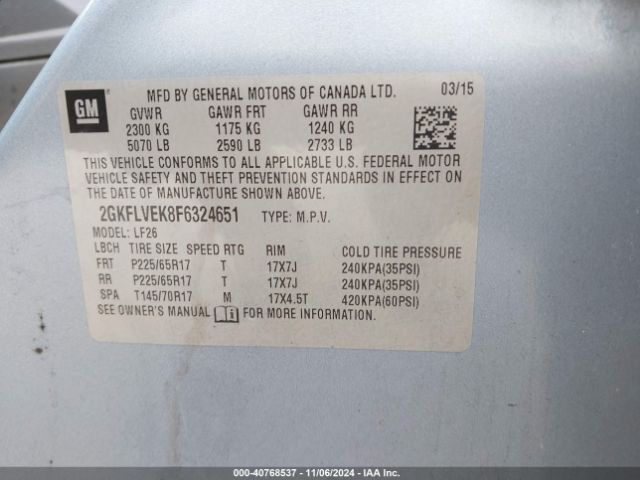 GM
MFD BY GENERAL MOTORS OF CANADA LTD. 03/15
GVWR GAWR FRT GAWR RR
2300 KG 1175 KG 1240 KG
5070 LB 2590 LB 2733 LB
THIS VEHICLE CONFORMS TO ALL APPLICABLE U.S. FEDERAL MOTOR
VEHICLE SAFETY AND THEFT PREVENTION STANDARDS IN EFFECT ON
THE DATE OF MANUFACTURE SHOWN ABOVE.
2GKFLVEK8F6324651 TYPE: M.P.V.
MODEL: LF26
LBCH TIRE SIZE SPEED RTG RIM COLD TIRE PRESSURE
FRT P225/65R17 T 17X7J 240KPA(35PSI)
RR P225/65R17 T 17X7J 240KPA(35PSI)
SPA T145/70R17 M 17X4.5T 420KPA(60PSI)
SEE OWNER'S MANUAL i FOR MORE INFORMATION.
000-40768537 - 11/06/2024 - IAAI.com